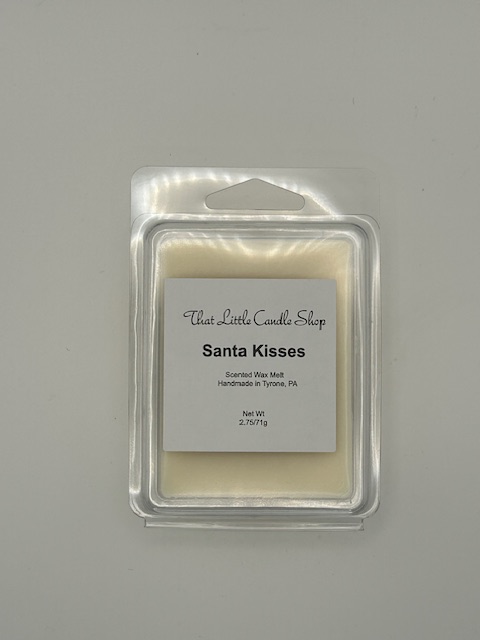 That Little Candle Shop
Santa Kisses
Scented Wax Melt
Handmade in Tyrone, PA
Net Wt
2.75/71g